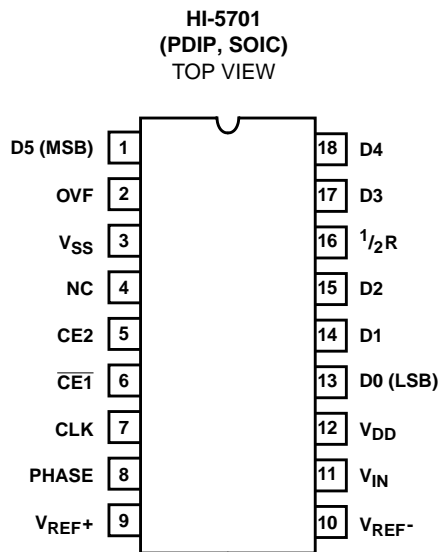 HI-5701
(PDIP, SOIC)
TOP VIEW
D5 (MSB) 1 18 D4
OVF 2 17 D3
VSS 3 16 1/2R
NC 4 15 D2
CE2 5 14 D1
C̅E̅1̅ 6 13 D0 (LSB)
CLK 7 12 VDD
PHASE 8 11 VIN
VREF+ 9 10 VREF-